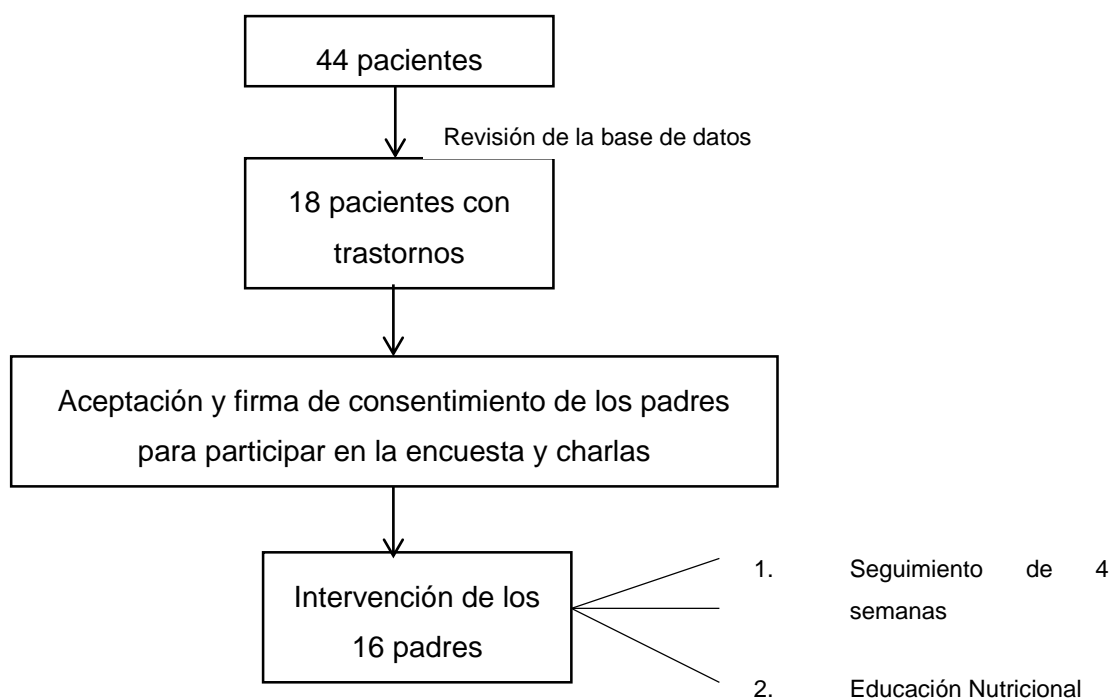 44 pacientes
Revisión de la base de datos
18 pacientes con
trastornos
Aceptación y firma de consentimiento de los padres
para participar en la encuesta y charlas
Intervención de los
16 padres
1. Seguimiento de 4
semanas
2. Educación Nutricional